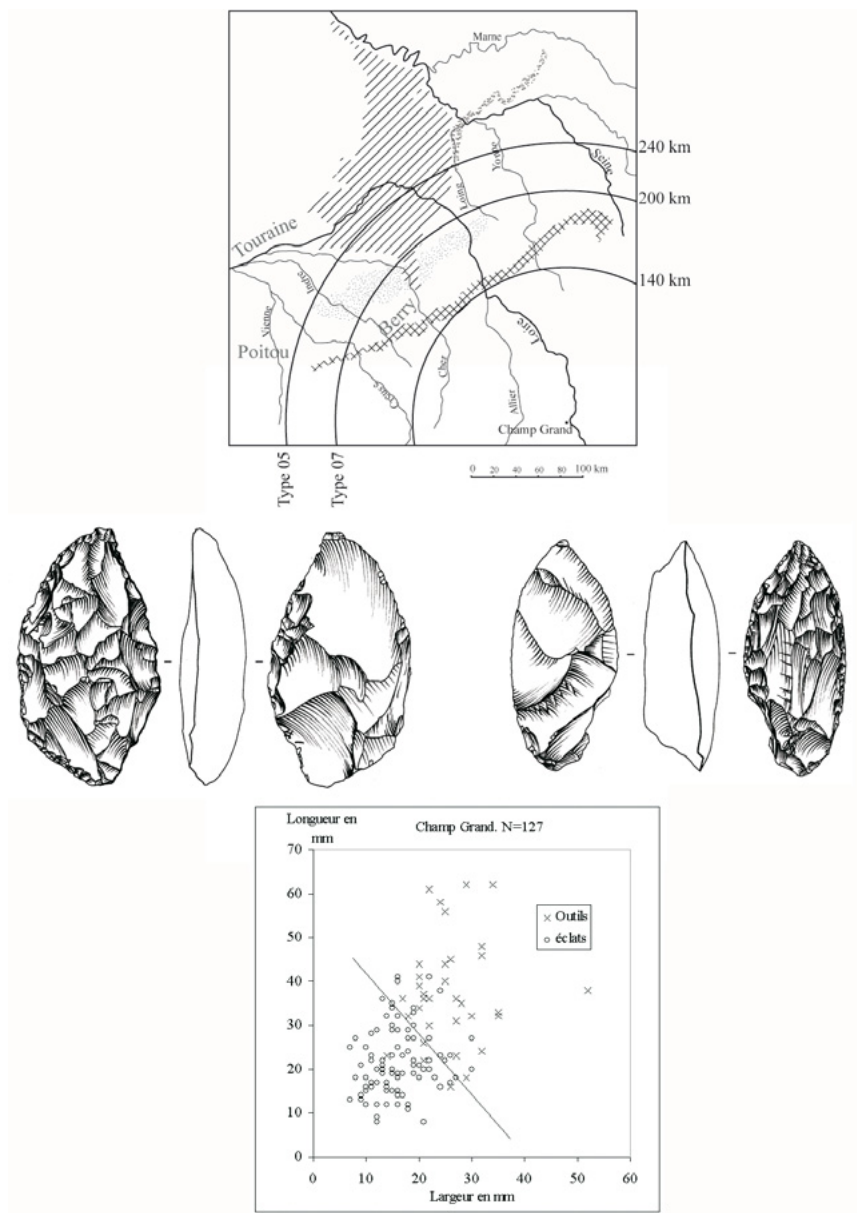 Marne
240 km
Seine
Yonne
Loing
200 km
Touraine
140 km
Indre
Berry
Vienne
Loire
Poitou
Creuse
Cher
Allier
Champ Grand
Type 05
Type 07
0 20 40 60 80 100 km
Longueur en
mm
Champ Grand. N=127
70
60
Outils
éclats
50
40
30
20
10
0
0 10 20 30 40 50 60
Largeur en mm